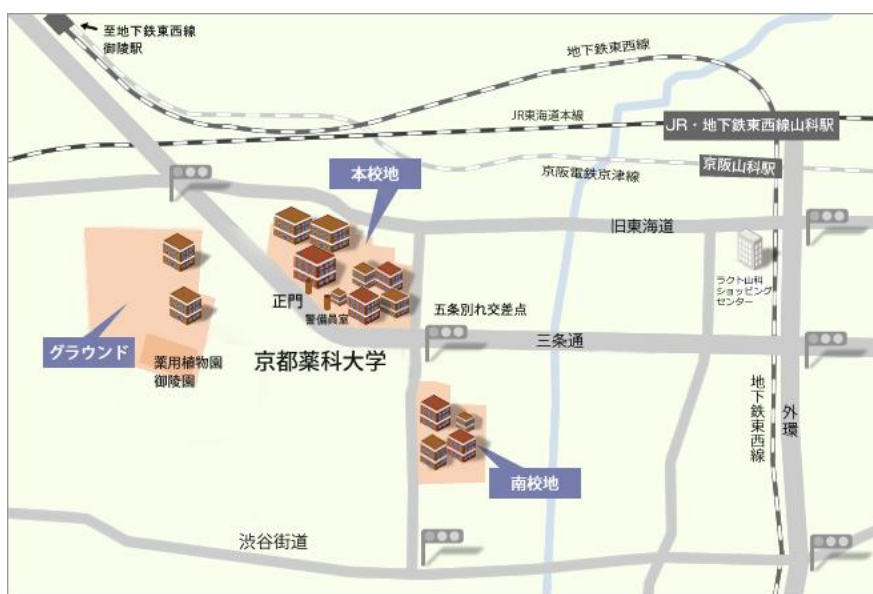 至地下鉄東西線
御陵駅
地下鉄東西線
JR東海道本線
JR・地下鉄東西線山科駅
京阪電鉄京津線
京阪山科駅
本校地
旧東海道
ラクト山科
ショッピング
センター
正門
警備員室
五条別れ交差点
グラウンド
薬用植物園
御陵園
京都薬科大学
三条通
地下鉄東西線
外環
南校地
渋谷街道